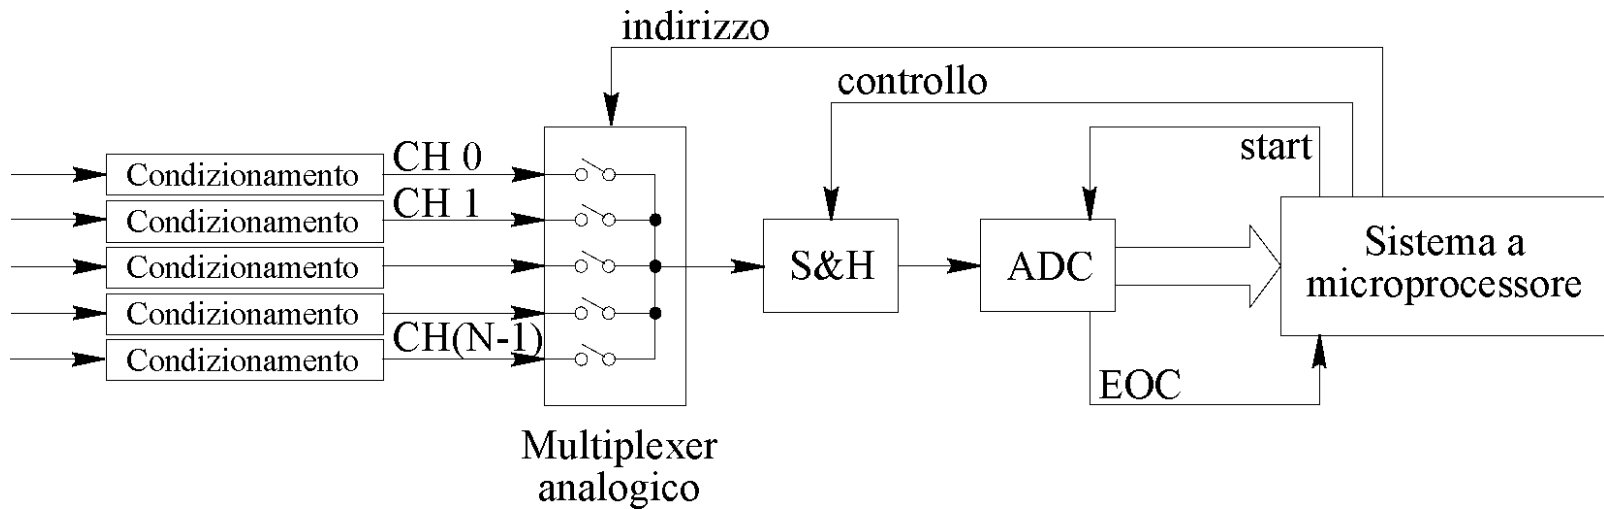 indirizzo
controllo
start
Condizionamento
CH 0
Condizionamento
CH 1
Condizionamento
Condizionamento
Condizionamento
CH(N-1)
S&H
ADC
Sistema a
microprocessore
EOC
Multiplexer
analogico